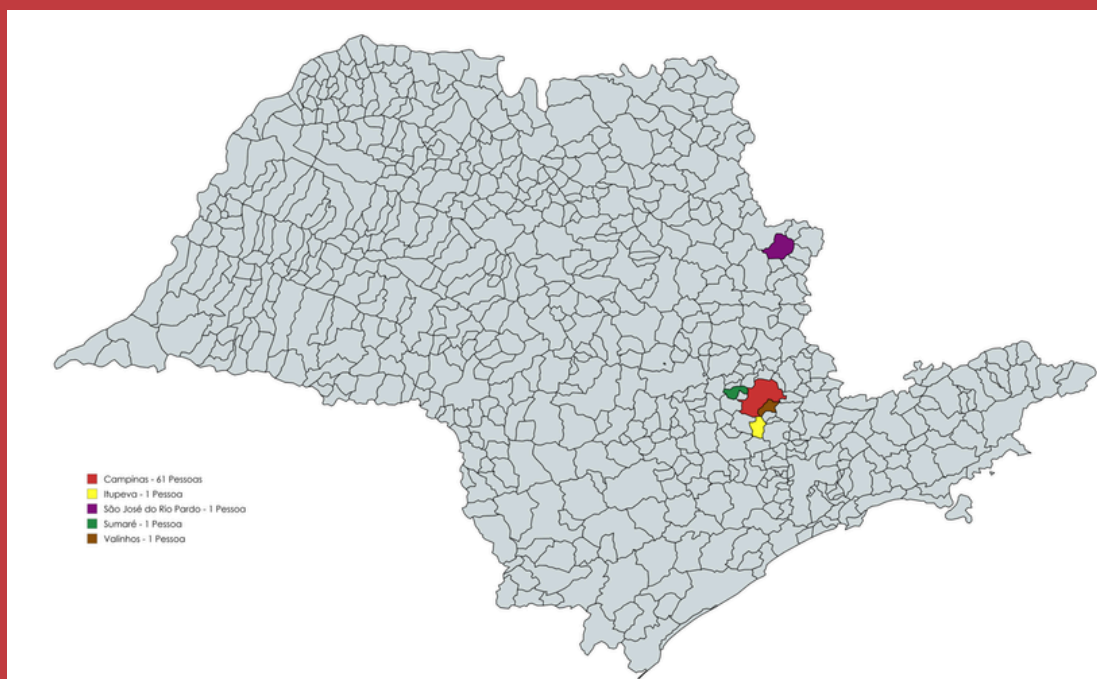 Campinas - 61 Pessoas
Itupeva - 1 Pessoa
São José do Rio Pardo - 1 Pessoa
Sumaré - 1 Pessoa
Valinhos - 1 Pessoa